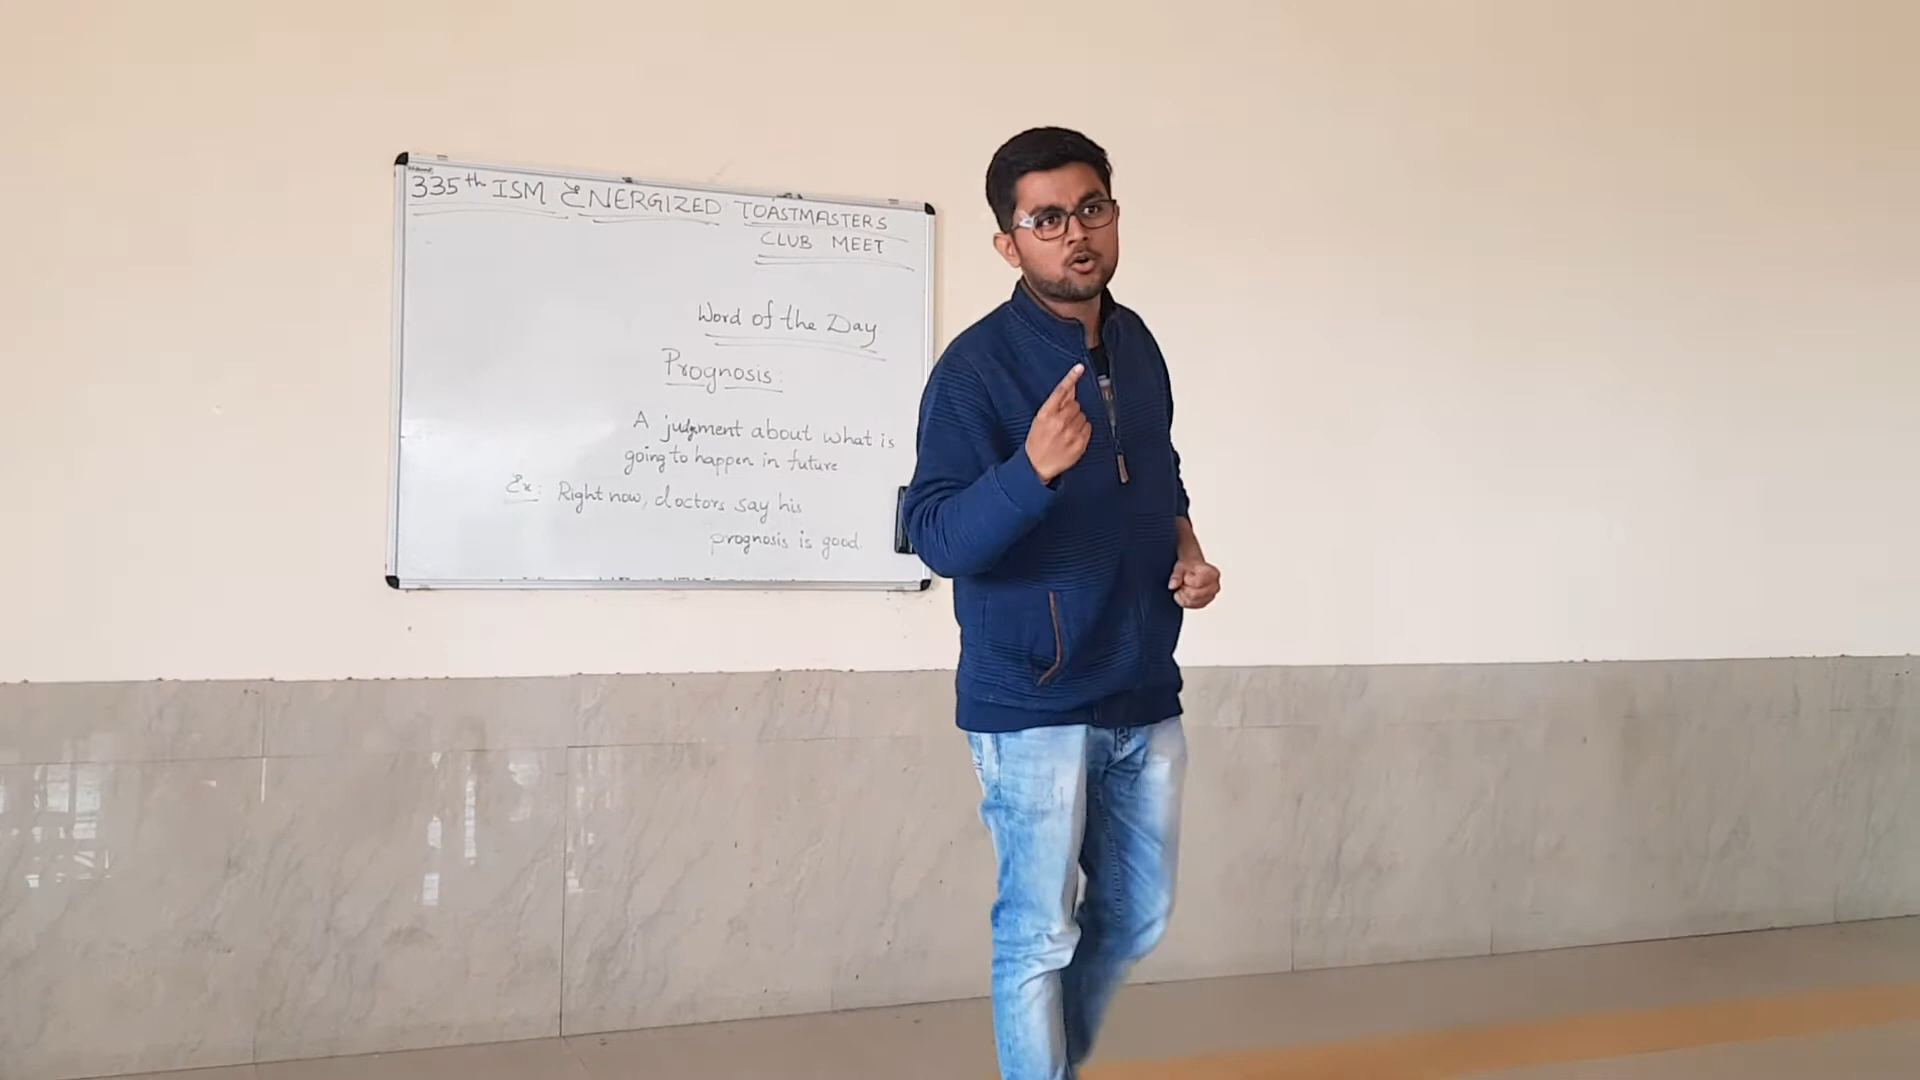 335th ISM ENERGIZED TOASTMASTERS
CLUB MEET
Word of the Day
Prognosis:
A judgment about what is
going to happen in future
Ex: Right now, doctors say his
prognosis is good.